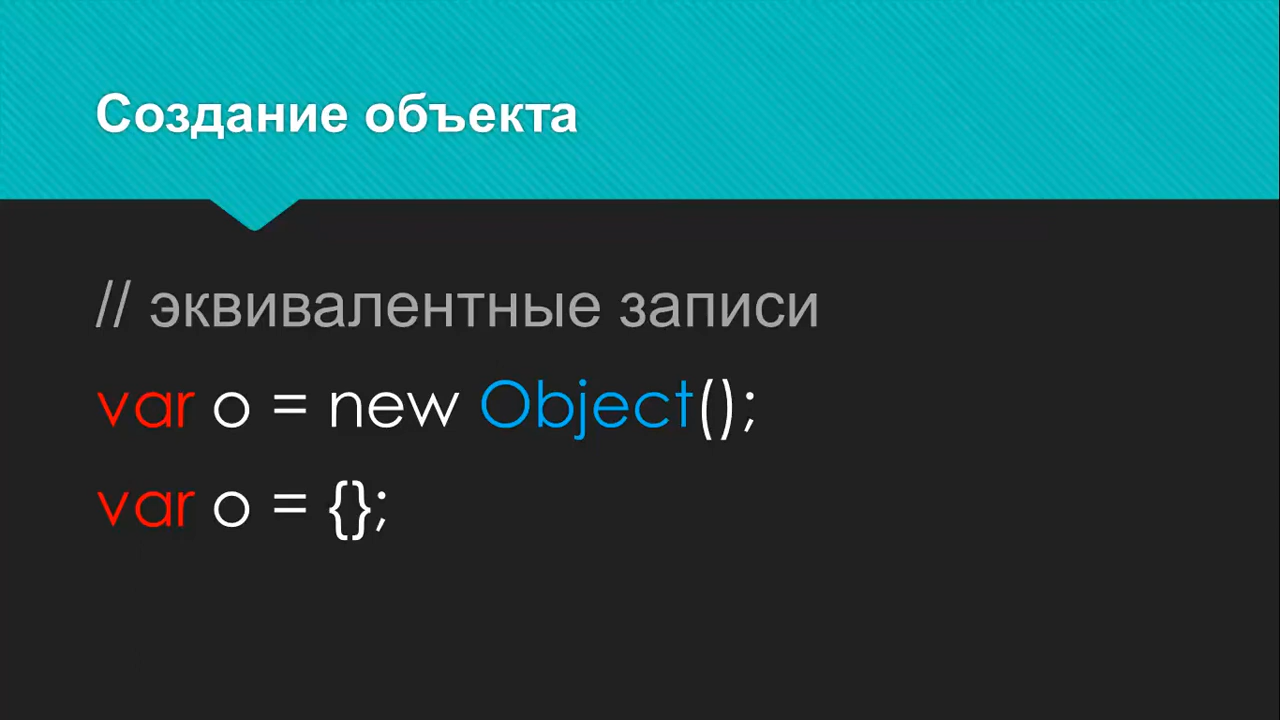 Создание объекта
// эквивалентные записи
var o = new Object();
var o = {};